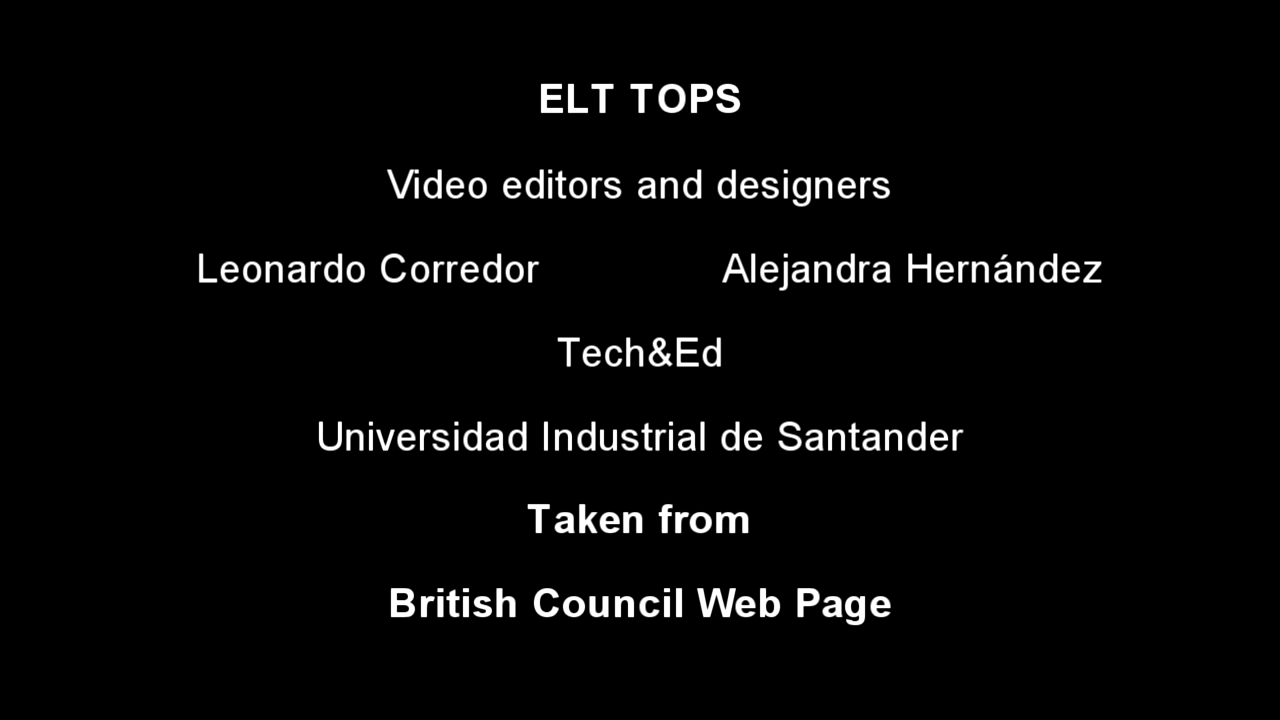 ELT TOPS
Video editors and designers
Leonardo Corredor Alejandra Hernández
Tech&Ed
Universidad Industrial de Santander
Taken from
British Council Web Page